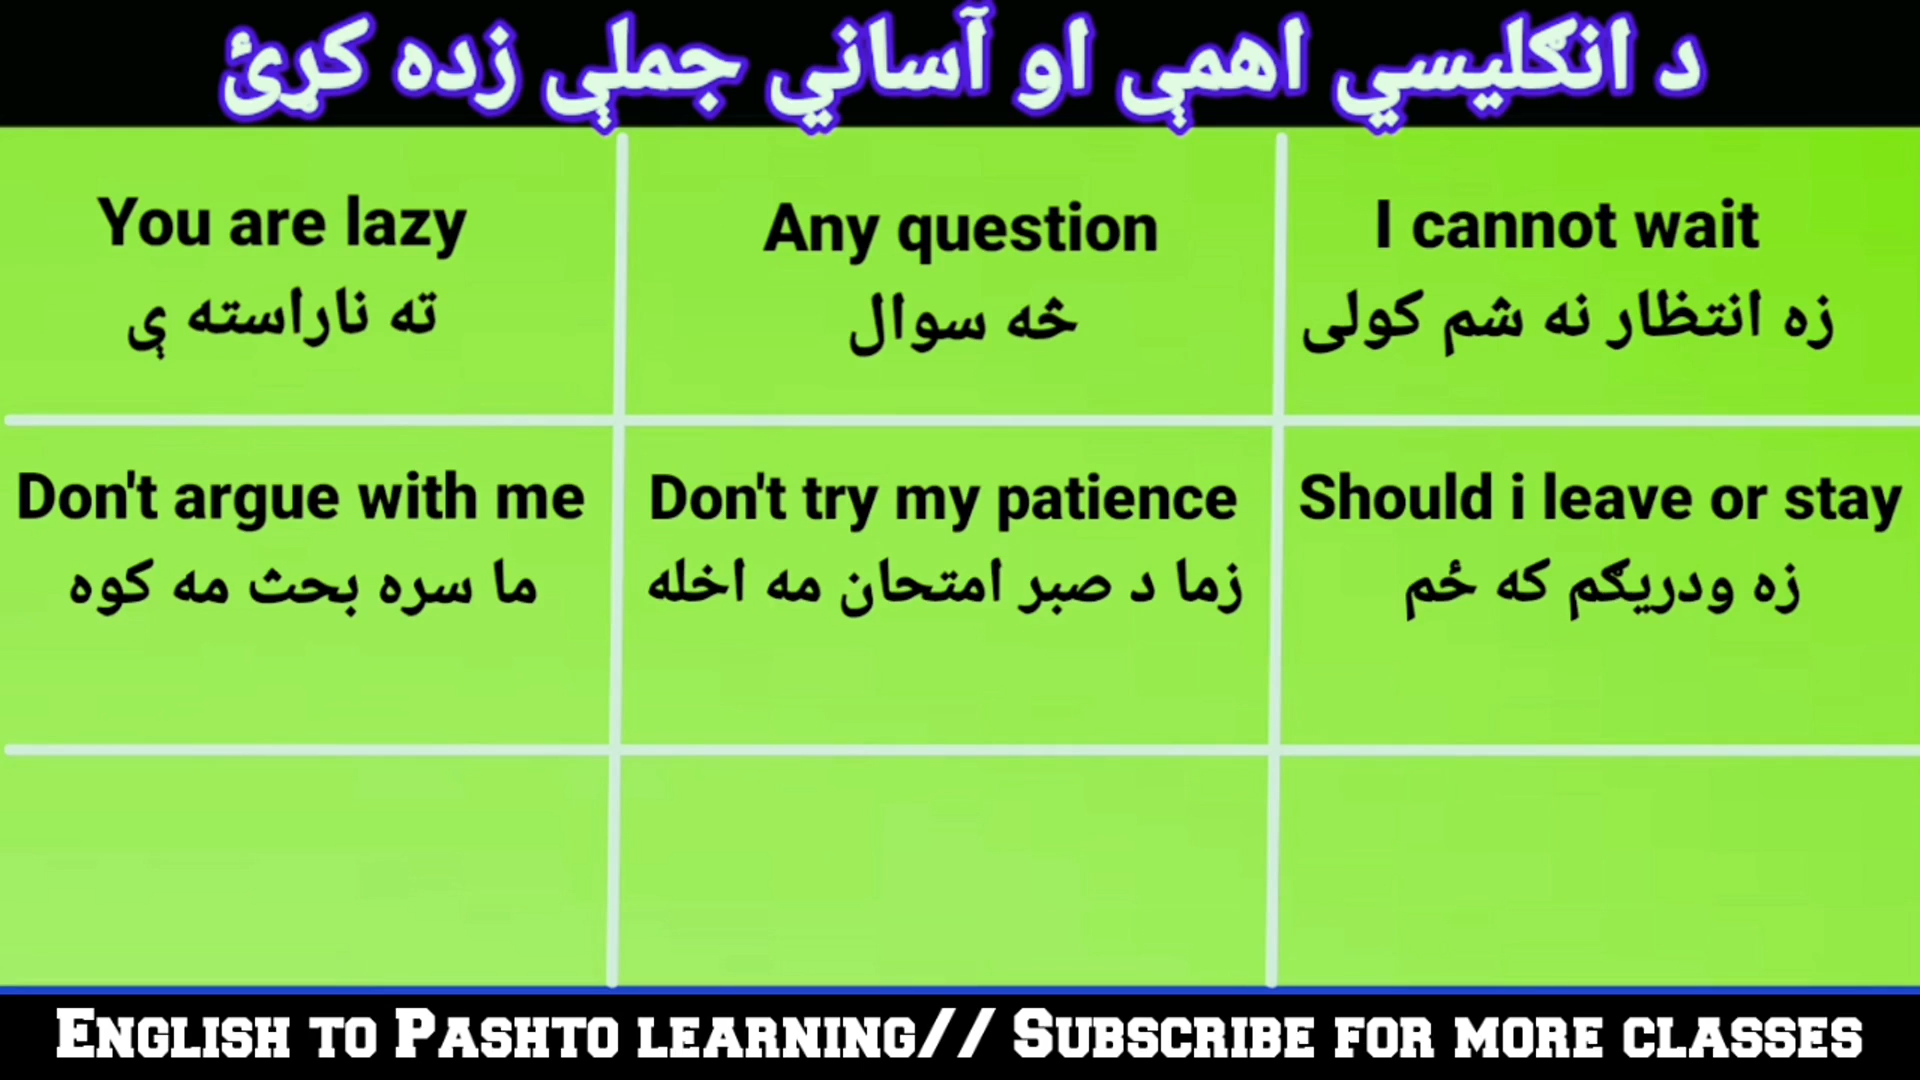 د انګلیسي اهمې او آساني جملې زده کړئ
You are lazy
ته ناراسته ې
Any question
څه سوال
I cannot wait
زه انتظار نه شم کولی
Don't argue with me
ما سره بحث مه کوه
Don't try my patience
زما د صبر امتحان مه اخله
Should i leave or stay
زه ودریګم که ځم
ENGLISH TO PASHTO LEARNING// SUBSCRIBE FOR MORE CLASSES